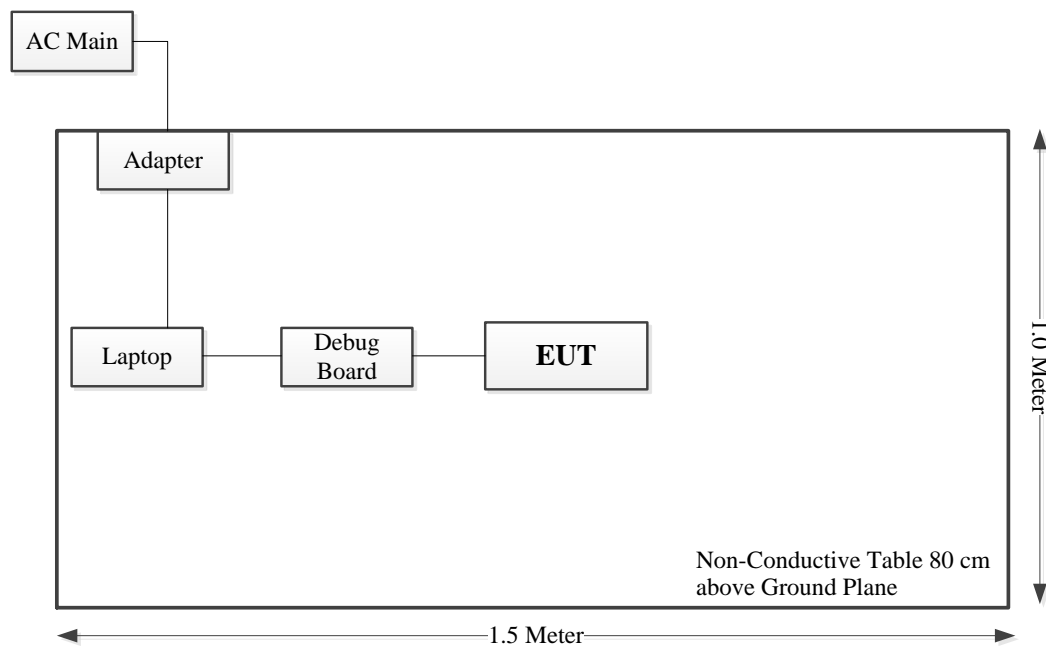 AC Main
Adapter
Laptop
Debug
Board
EUT
1.0 Meter
Non-Conductive Table 80 cm
above Ground Plane
1.5 Meter